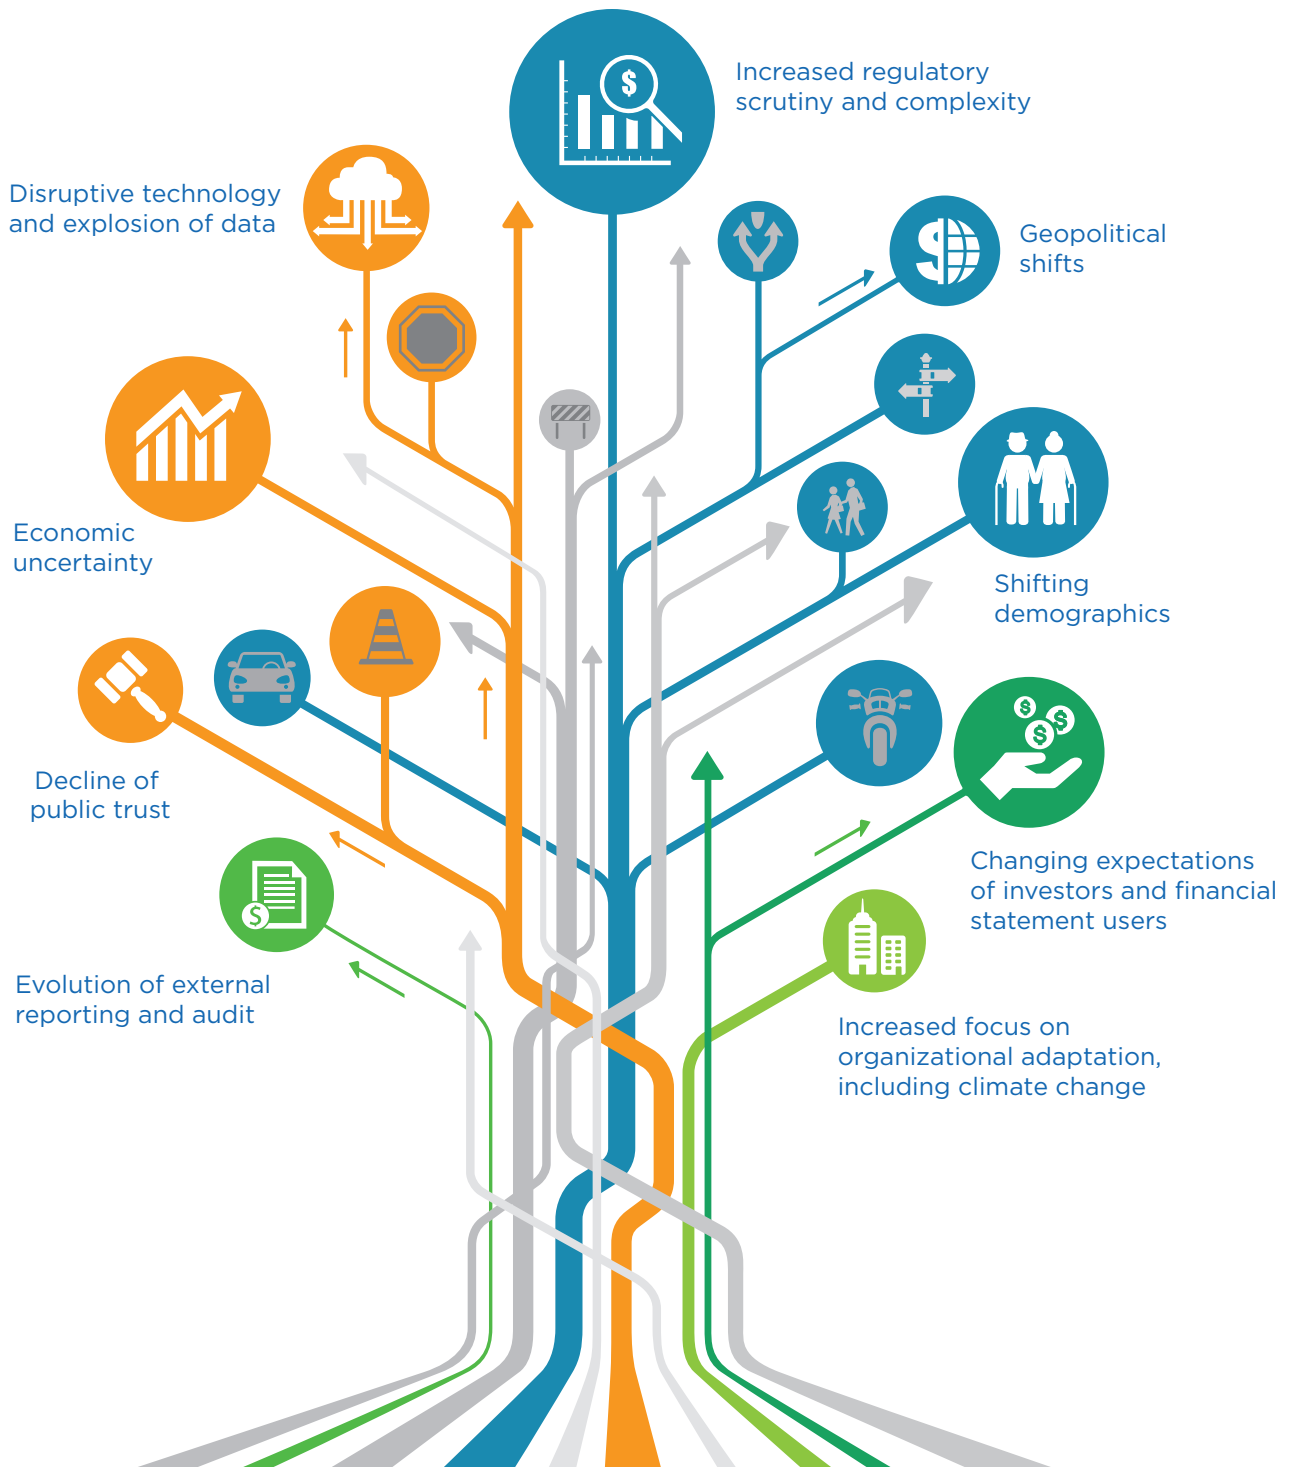 Increased regulatory
scrutiny and complexity
Disruptive technology
and explosion of data
Geopolitical
shifts
Economic
uncertainty
Shifting
demographics
Decline of
public trust
Changing expectations
of investors and financial
statement users
Evolution of external
reporting and audit
Increased focus on
organizational adaptation,
including climate change